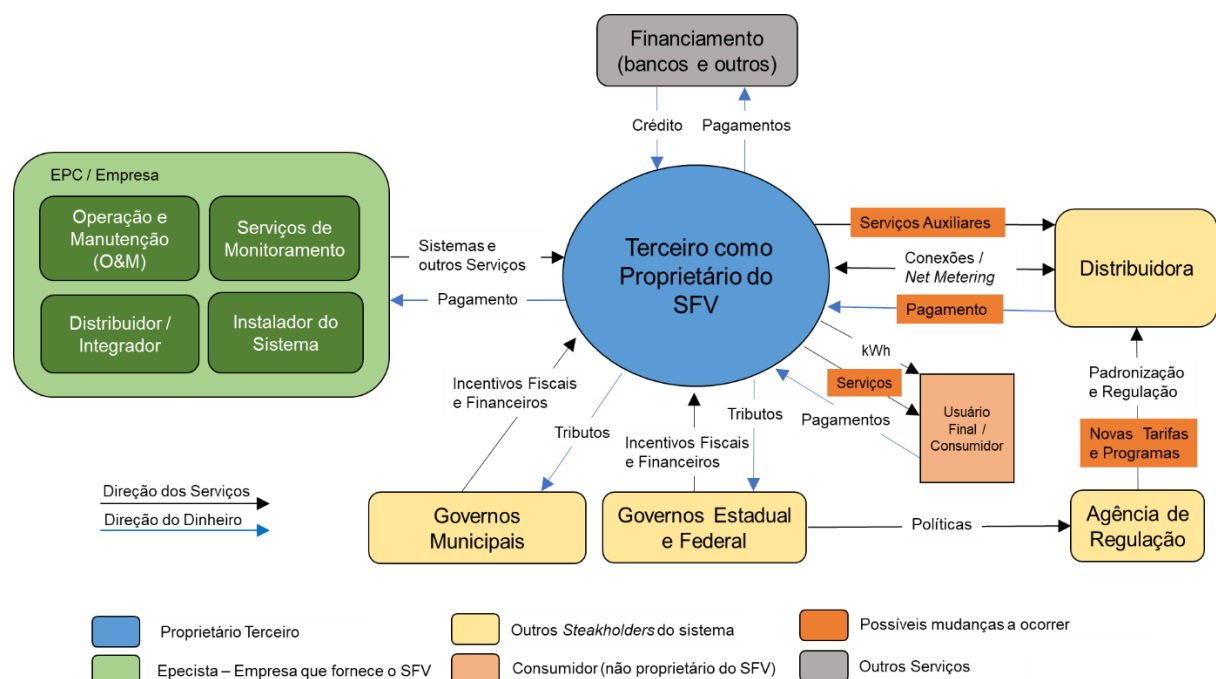 Financiamento
(bancos e outros)
Crédito
Pagamentos
EPC / Empresa
Operação e
Manutenção
(O&M)
Serviços de
Monitoramento
Distribuidor /
Integrador
Instalador do
Sistema
Sistemas e
outros Serviços
Pagamento
Terceiro como
Proprietário do
SFV
Serviços Auxiliares
Conexões /
Net Metering
Pagamento
Distribuidora
kWh
Serviços
Pagamentos
Usuário
Final /
Consumidor
Padronização
e Regulação
Novas Tarifas
e Programas
Incentivos Fiscais
e Financeiros
Tributos
Incentivos Fiscais
e Financeiros
Tributos
Direção dos Serviços
Direção do Dinheiro
Governos
Municipais
Governos Estadual
e Federal
Políticas
Agência de
Regulação
Proprietário Terceiro
Outros Steakholders do sistema
Possíveis mudanças a ocorrer
Epecista – Empresa que fornece o SFV
Consumidor (não proprietário do SFV)
Outros Serviços